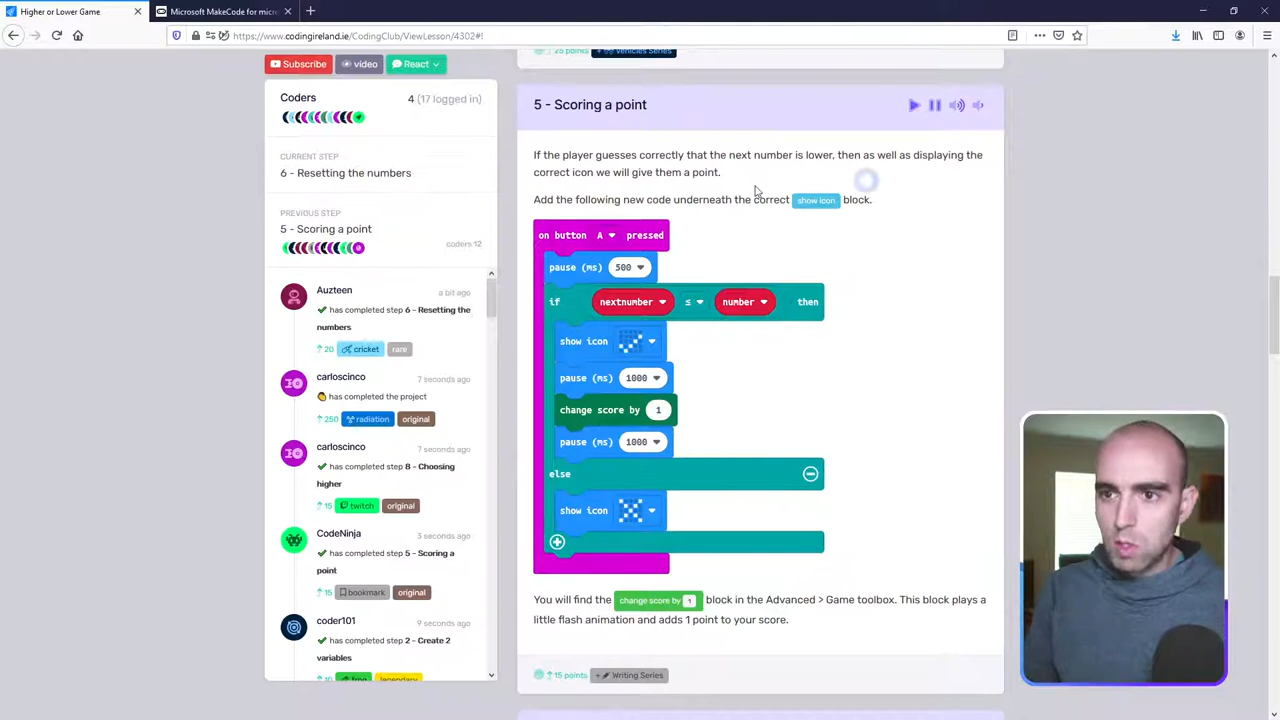 Higher or Lower Game
Microsoft MakeCode for micr
https://www.codingireland.ie/CodingClub/ViewLesson/4302#!
25 points
+ Vehicles Series
Subscribe
video
React
Coders
4 (17 logged in)
CURRENT STEP
6 - Resetting the numbers
PREVIOUS STEP
5 - Scoring a point
coders 12
Auzteen
a bit ago
has completed step 6 - Resetting the
numbers
20
cricket
rare
carloscinco
7 seconds ago
has completed the project
250
radiation
original
carloscinco
7 seconds ago
has completed step 8 - Choosing
higher
15
twitch
original
CodeNinja
3 seconds ago
has completed step 5 - Scoring a
point
15
bookmark
original
coder101
9 seconds ago
has completed step 2 - Create 2
variables
10
frog
legendary
5 - Scoring a point
If the player guesses correctly that the next number is lower, then as well as displaying the
correct icon we will give them a point.
Add the following new code underneath the correct show icon block.
on button A pressed
pause (ms) 500
if nextnumber ≤ number then
show icon
pause (ms) 1000
change score by 1
pause (ms) 1000
else
show icon
You will find the change score by 1 block in the Advanced > Game toolbox. This block plays a
little flash animation and adds 1 point to your score.
15 points
+ Writing Series